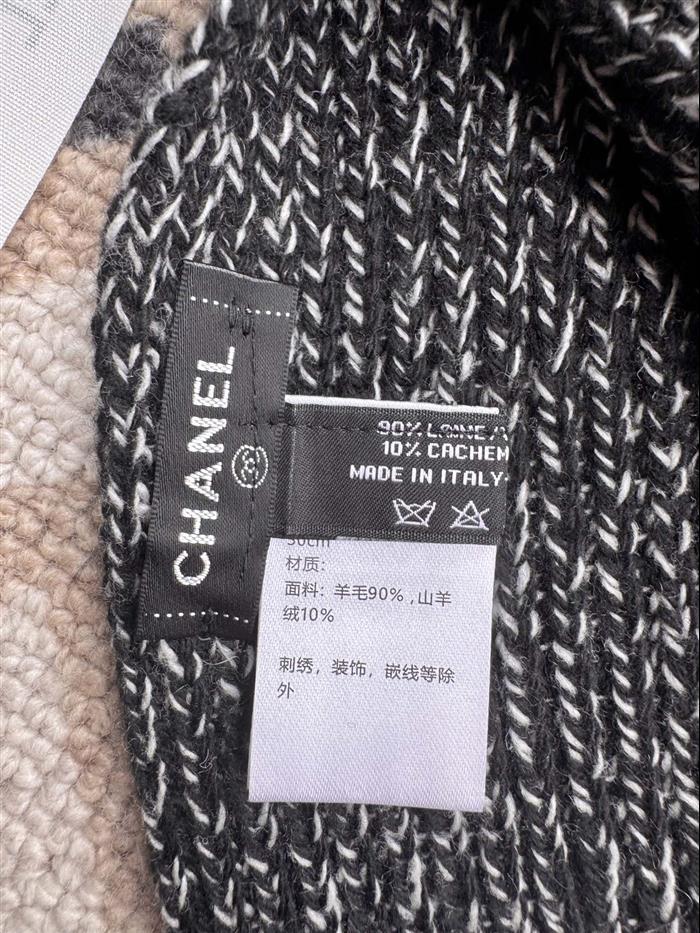 CHANEL
90% LAINE/
10% CACHEM
MADE IN ITALY
30cm
材质：
面料：羊毛90%，山羊
绒10%
刺绣，装饰，嵌线等除
外